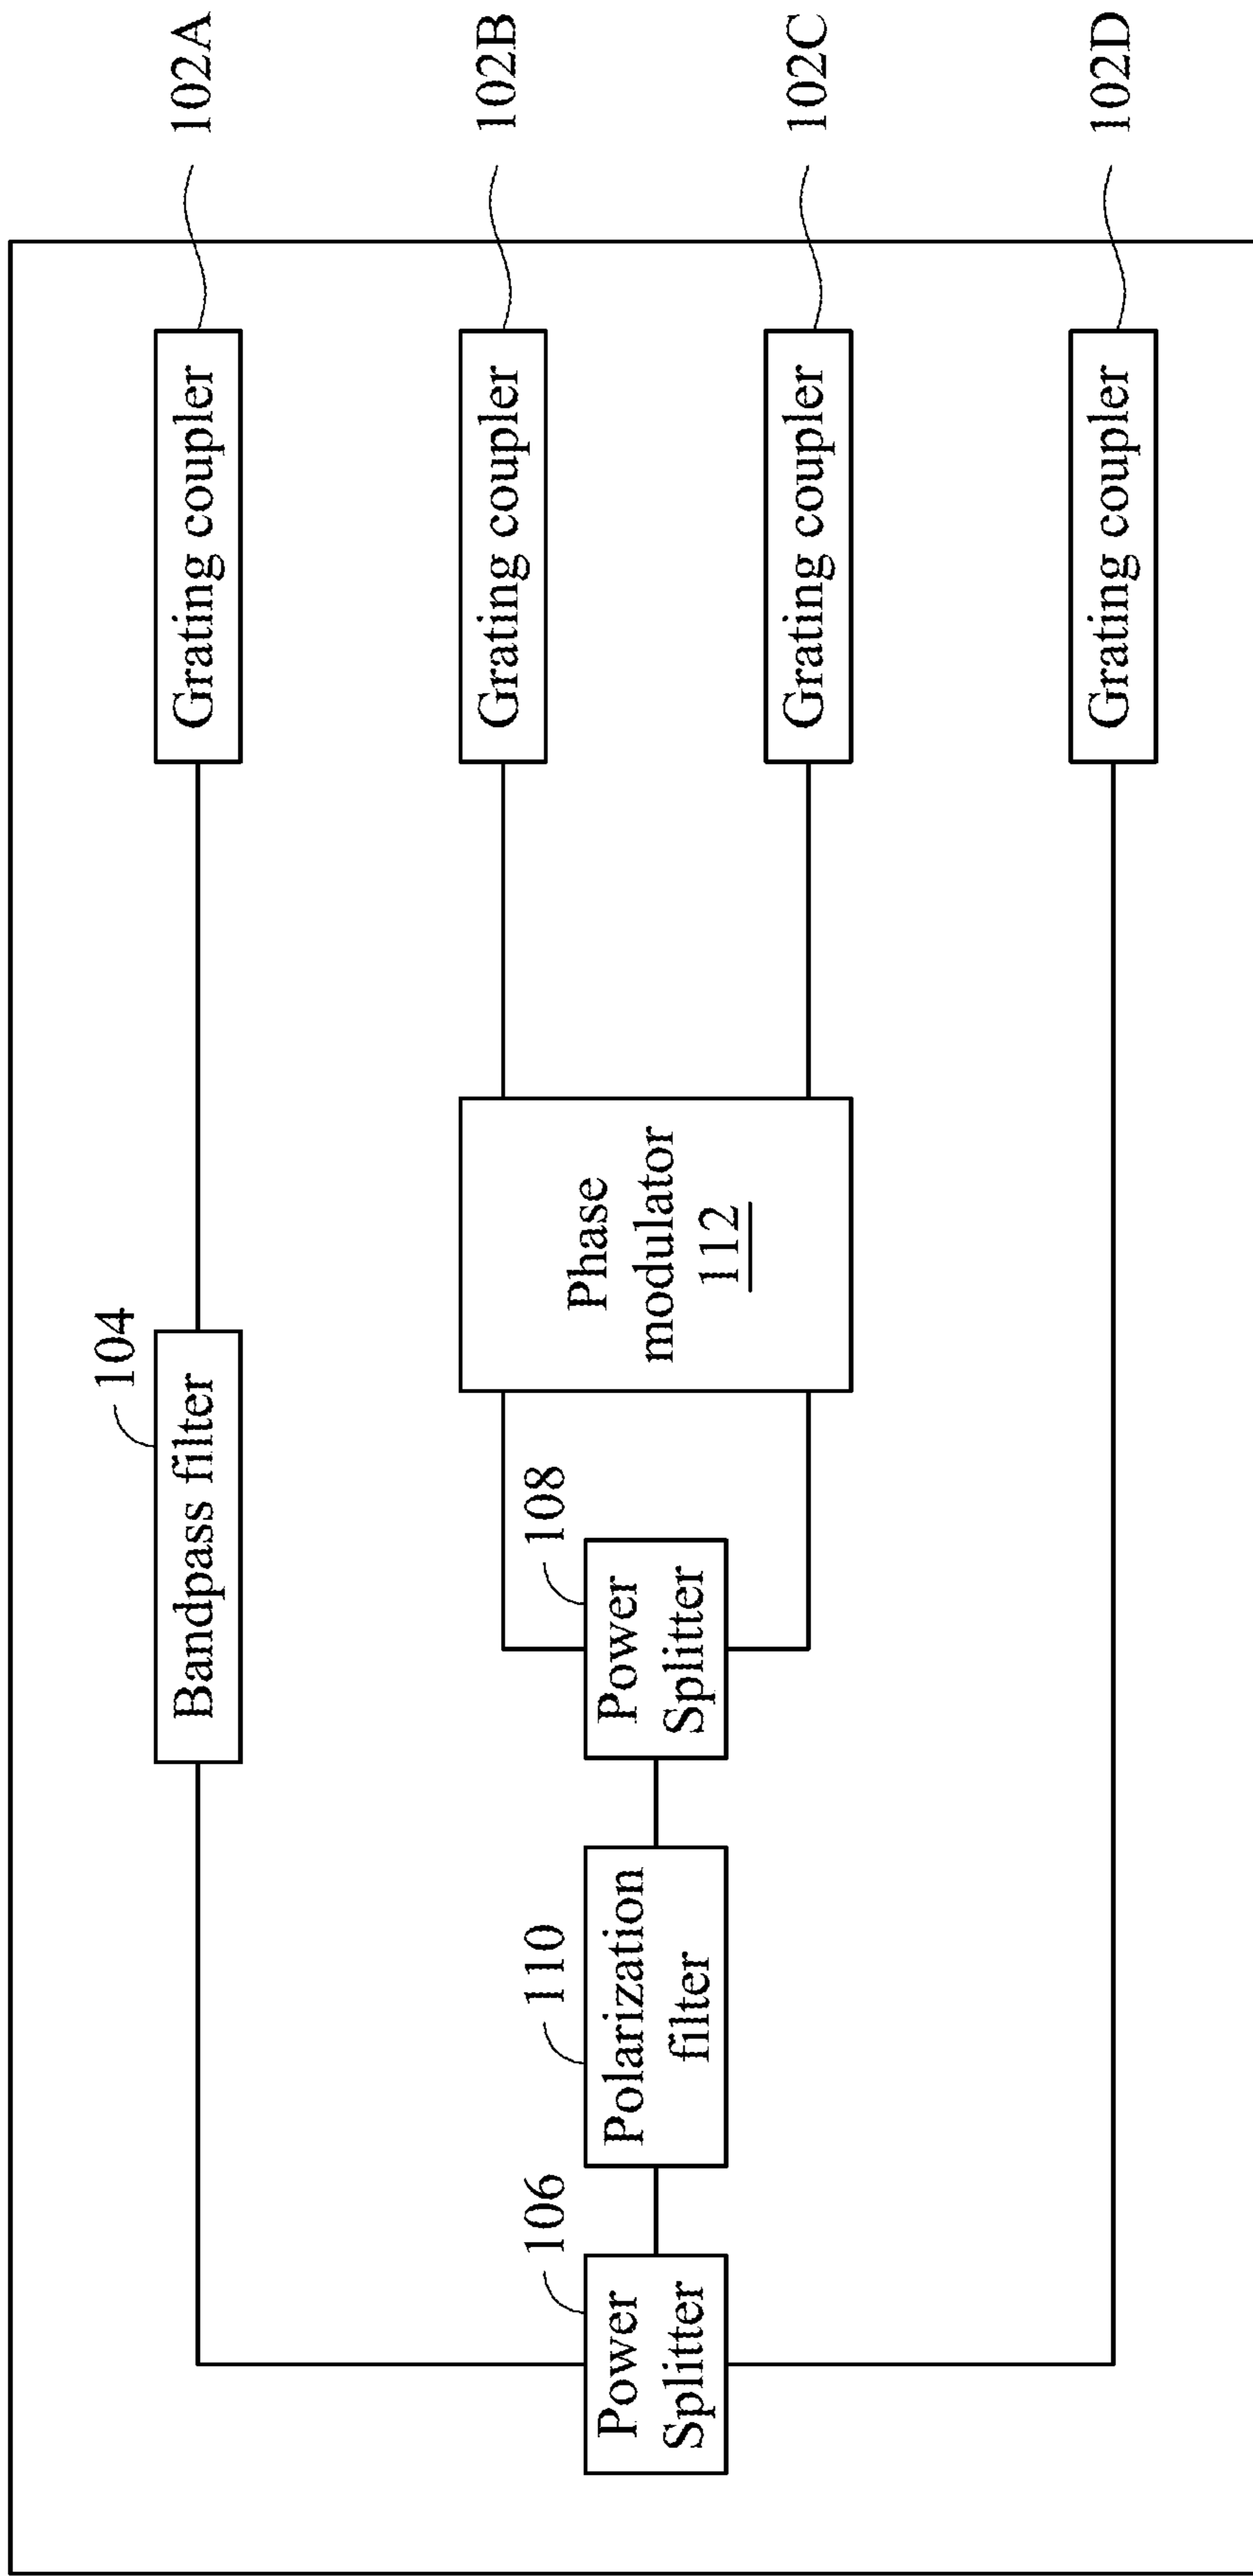 102A
Grating coupler
104
Bandpass filter
102B
Grating coupler
Phase
modulator
112
108
Power
Splitter
110
Polarization
filter
106
Power
Splitter
102C
Grating coupler
102D
Grating coupler